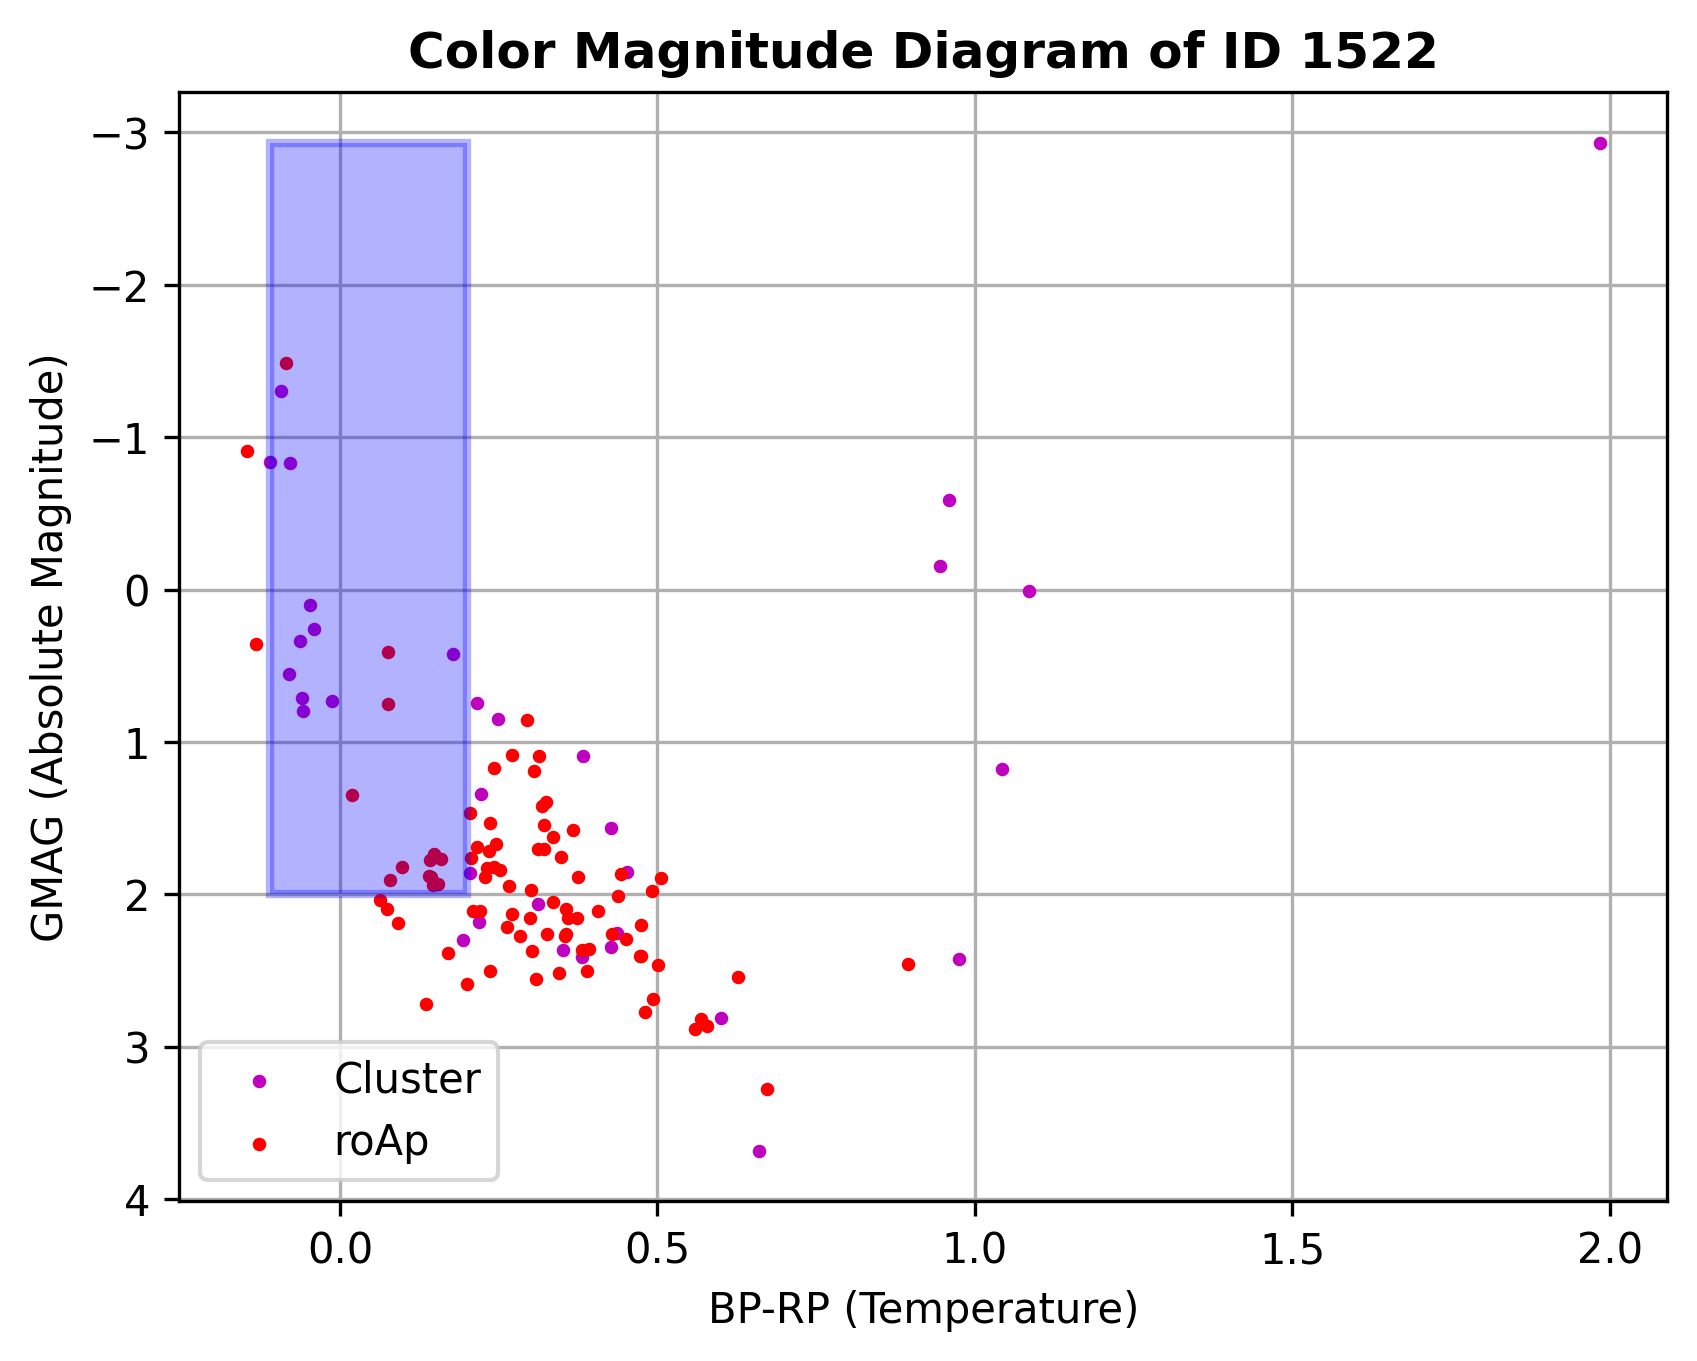 Color Magnitude Diagram of ID 1522
−3
−2
−1
0
1
2
3
4
GMAG (Absolute Magnitude)
Cluster
roAp
0.0 0.5 1.0 1.5 2.0
BP-RP (Temperature)